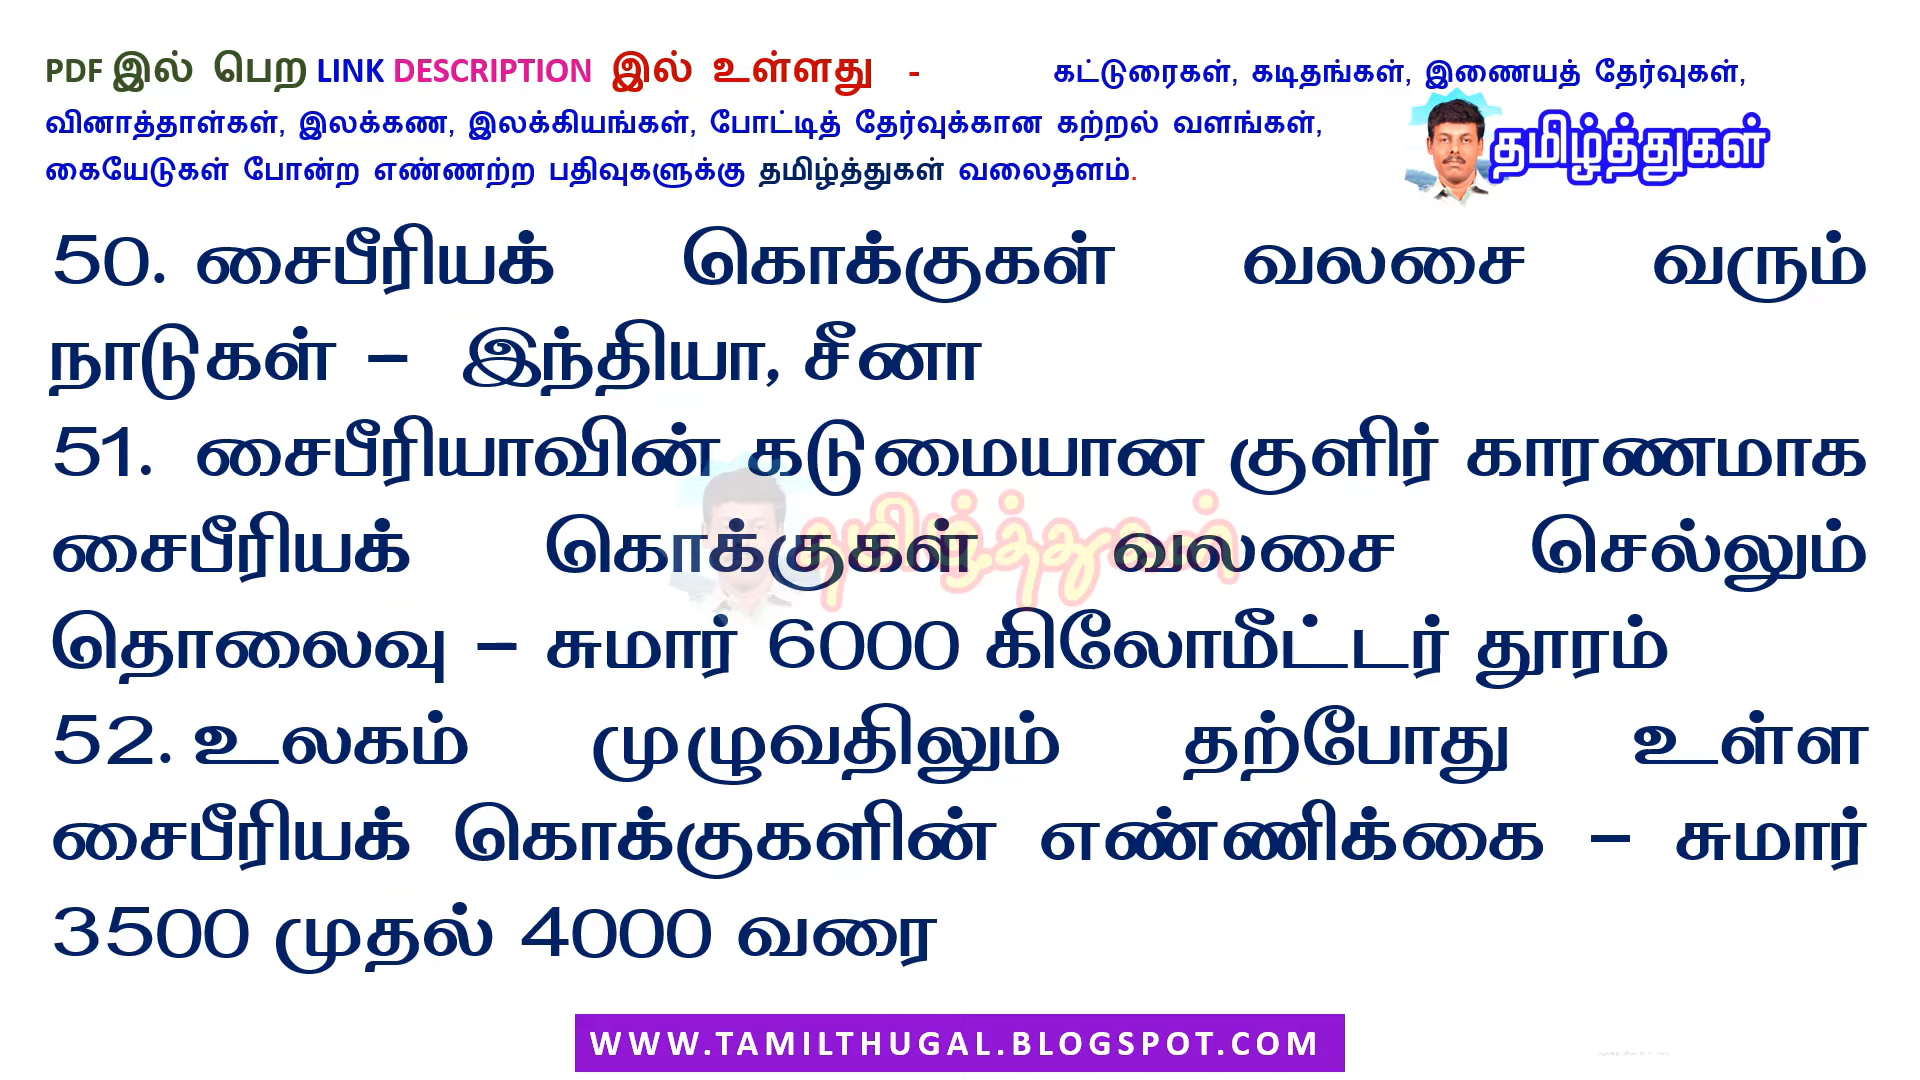 PDF இல் பெற LINK DESCRIPTION இல் உள்ளது - கட்டுரைகள், கடிதங்கள், இணையத் தேர்வுகள்,
வினாத்தாள்கள், இலக்கண, இலக்கியங்கள், போட்டித் தேர்வுக்கான கற்றல் வளங்கள்,
கையேடுகள் போன்ற எண்ணற்ற பதிவுகளுக்கு தமிழ்த்துகள் வலைதளம்.
தமிழ்த்துகள்
50. சைபீரியக் கொக்குகள் வலசை வரும்
நாடுகள் – இந்தியா, சீனா
51. சைபீரியாவின் கடுமையான குளிர் காரணமாக
சைபீரியக் கொக்குகள் வலசை செல்லும்
தொலைவு – சுமார் 6000 கிலோமீட்டர் தூரம்
தமிழ்த்துகள்
52. உலகம் முழுவதிலும் தற்போது உள்ள
சைபீரியக் கொக்குகளின் எண்ணிக்கை – சுமார்
3500 முதல் 4000 வரை
WWW.TAMILTHUGAL.BLOGSPOT.COM